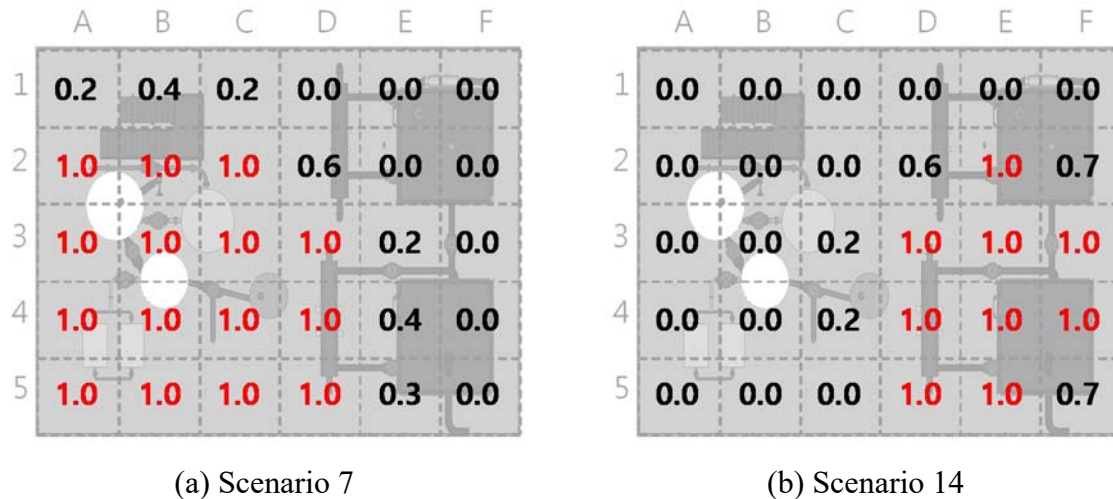 A B C D E F A B C D E F
1 0.2 0.4 0.2 0.0 0.0 0.0 1 0.0 0.0 0.0 0.0 0.0 0.0
2 1.0 1.0 1.0 0.6 0.0 0.0 2 0.0 0.0 0.0 0.6 1.0 0.7
3 1.0 1.0 1.0 1.0 0.2 0.0 3 0.0 0.0 0.2 1.0 1.0 1.0
4 1.0 1.0 1.0 1.0 0.4 0.0 4 0.0 0.0 0.2 1.0 1.0 1.0
5 1.0 1.0 1.0 1.0 0.3 0.0 5 0.0 0.0 0.0 1.0 1.0 0.7
(a) Scenario 7 (b) Scenario 14